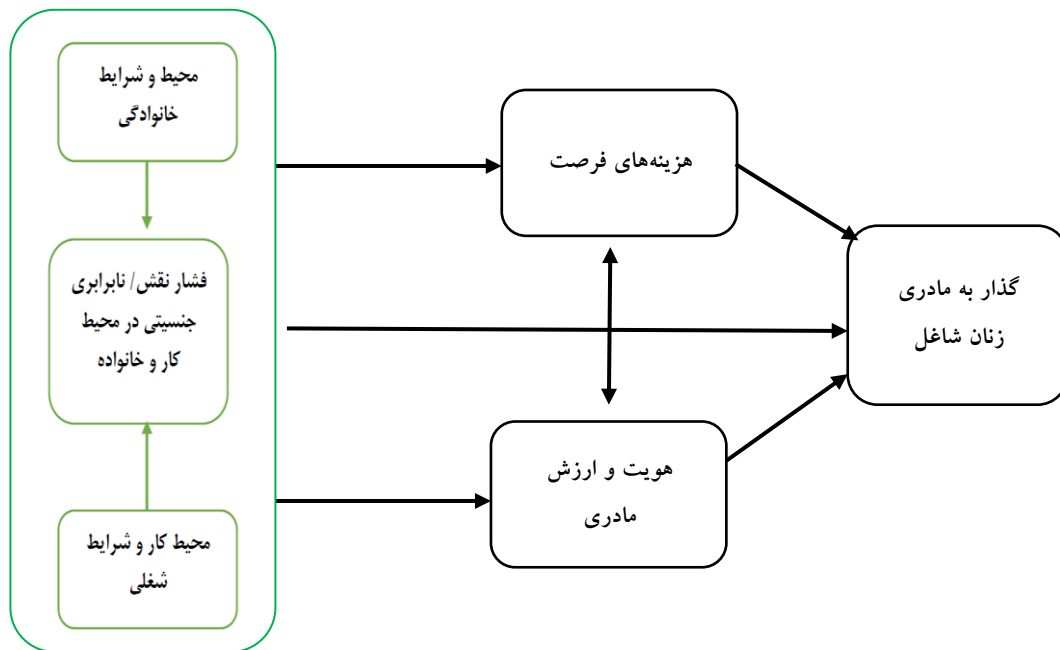 محیط و شرایط
خانوادگی
فشار نقش/ نابرابری
جنسیتی در محیط
کار و خانواده
محیط کار و شرایط
شغلی
هزینه‌های فرصت
هویت و ارزش
مادری
گذار به مادری
زنان شاغل